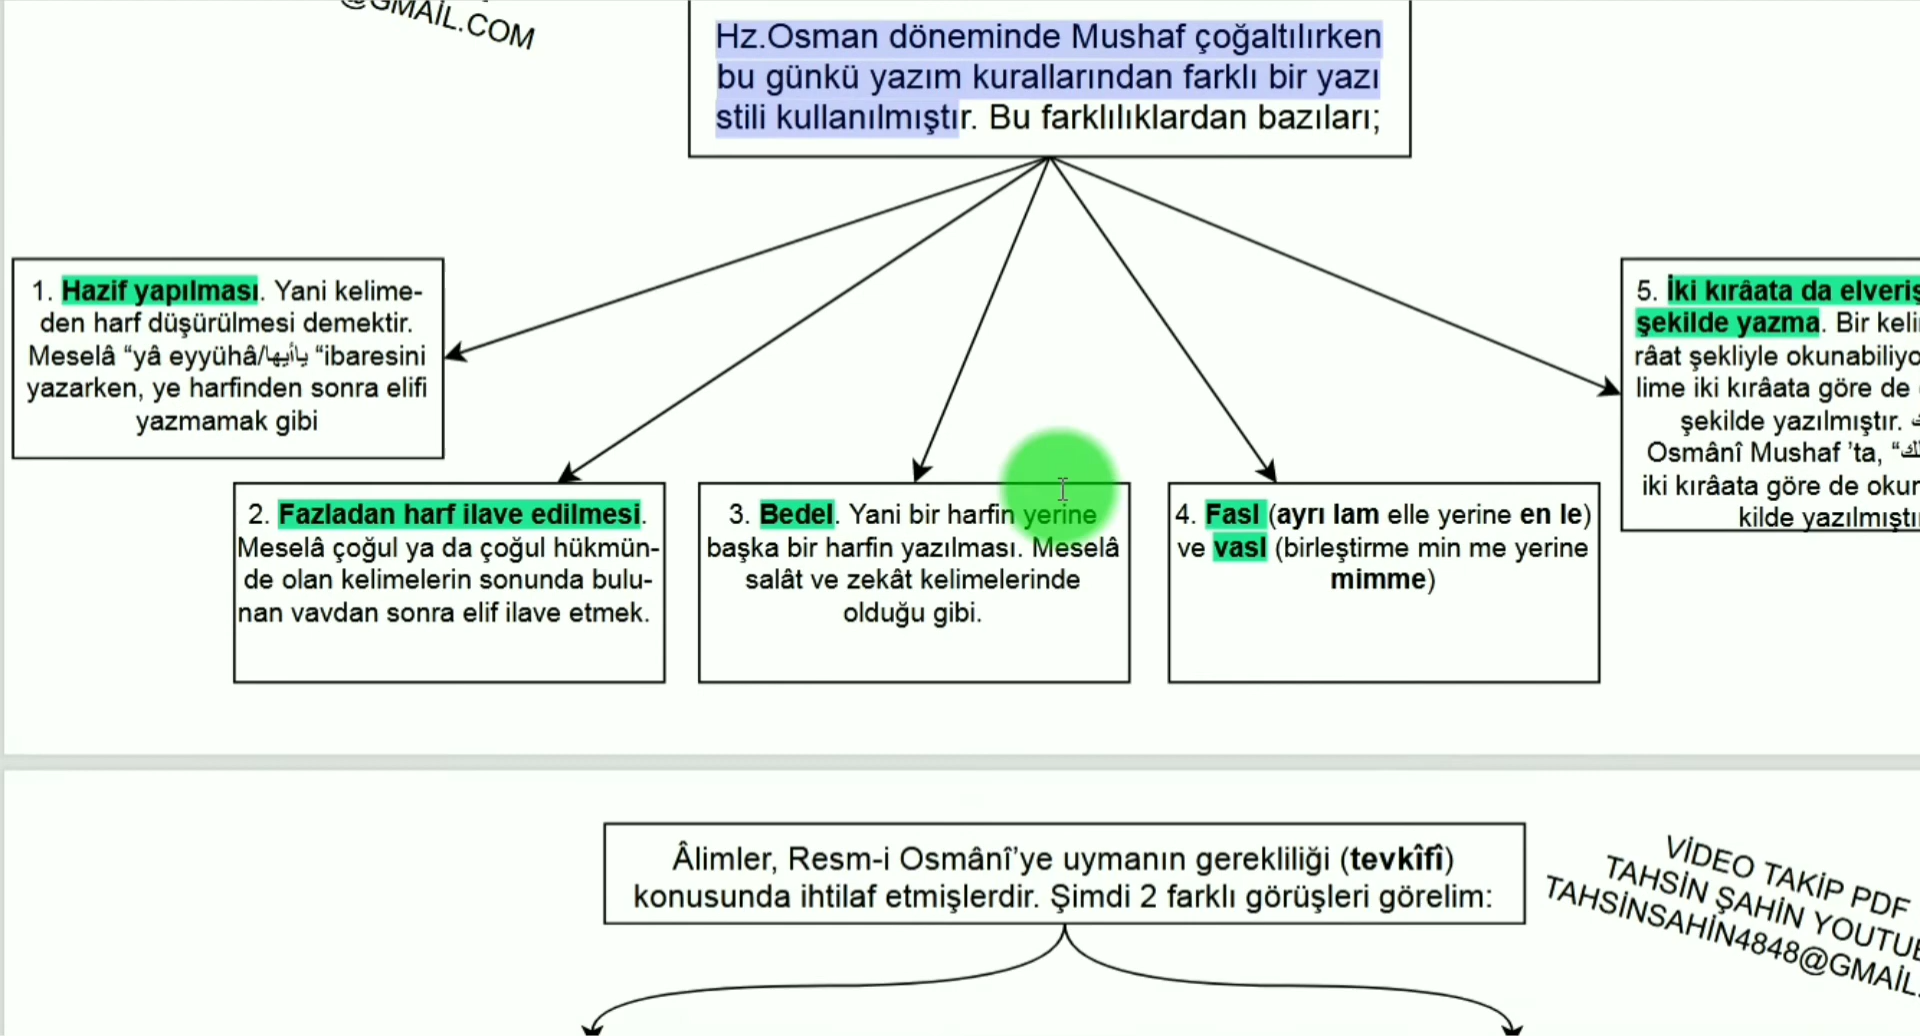 @GMAİL.COM
Hz.Osman döneminde Mushaf çoğaltılırken
bu günkü yazım kurallarından farklı bir yazı
stili kullanılmıştır. Bu farklılıklardan bazıları;
1. Hazif yapılması. Yani kelime-
den harf düşürülmesi demektir.
Meselâ “yâ eyyühâ/ياأيها “ibaresini
yazarken, ye harfinden sonra elifi
yazmamak gibi
2. Fazladan harf ilave edilmesi.
Meselâ çoğul ya da çoğul hükmün-
de olan kelimelerin sonunda bulu-
nan vavdan sonra elif ilave etmek.
3. Bedel. Yani bir harfin yerine
başka bir harfin yazılması. Meselâ
salât ve zekât kelimelerinde
olduğu gibi.
4. Fasl (ayrı lam elle yerine en le)
ve vasl (birleştirme min me yerine
mimme)
5. İki kırâata da elveriş
şekilde yazma. Bir keli
râat şekliyle okunabiliyo
lime iki kırâata göre de
şekilde yazılmıştır.
Osmânî Mushaf ’ta, “
iki kırâata göre de okur
kilde yazılmıştı
Âlimler, Resm-i Osmânî’ye uymanın gerekliliği (tevkîfî)
konusunda ihtilaf etmişlerdir. Şimdi 2 farklı görüşleri görelim:
VİDEO TAKİP PDF
TAHSİN ŞAHİN YOUTUB
TAHSİNSAHİN4848@GMAİL.